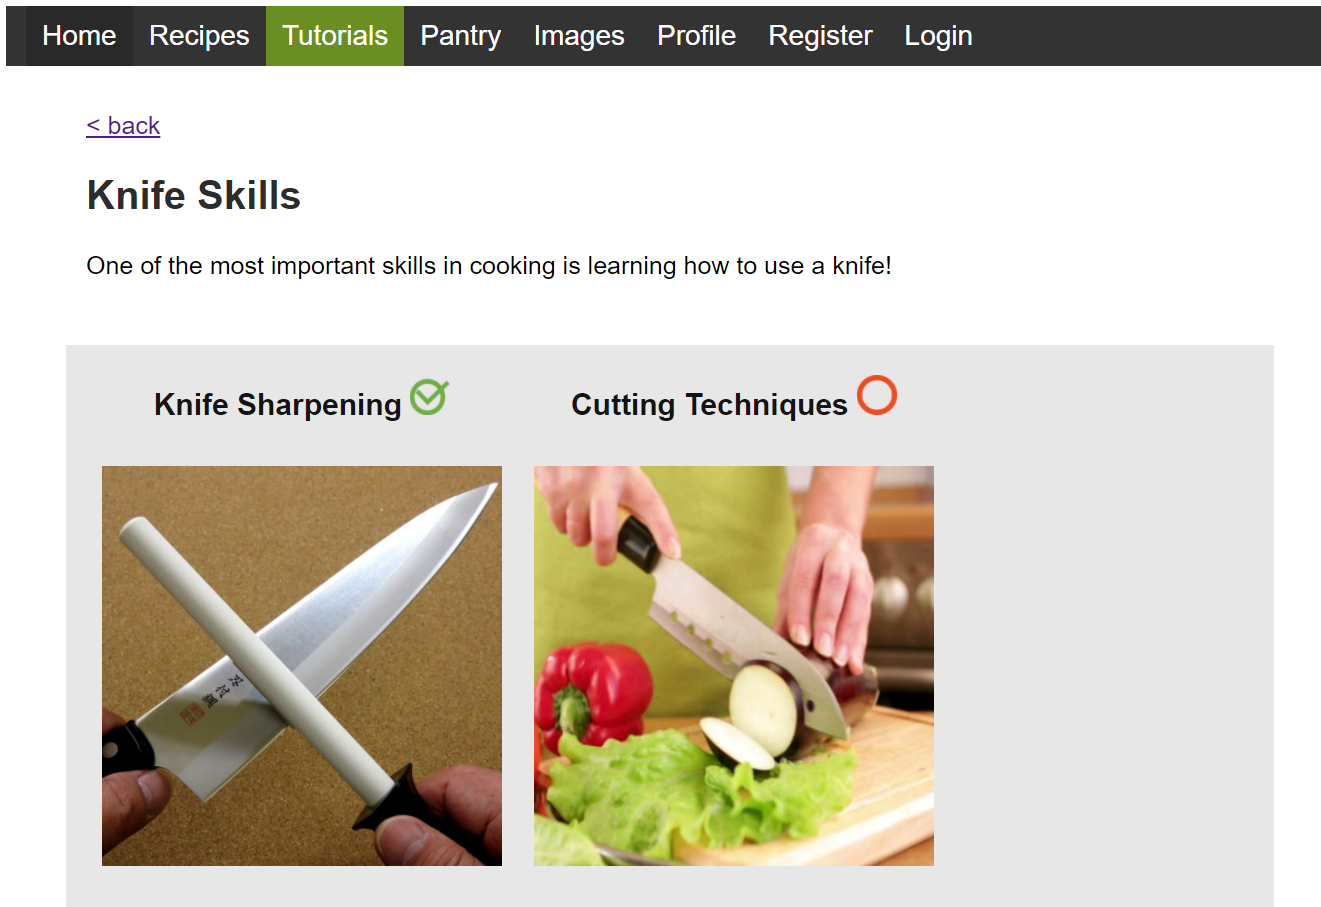 Home Recipes Tutorials Pantry Images Profile Register Login
< back
Knife Skills
One of the most important skills in cooking is learning how to use a knife!
Knife Sharpening Cutting Techniques